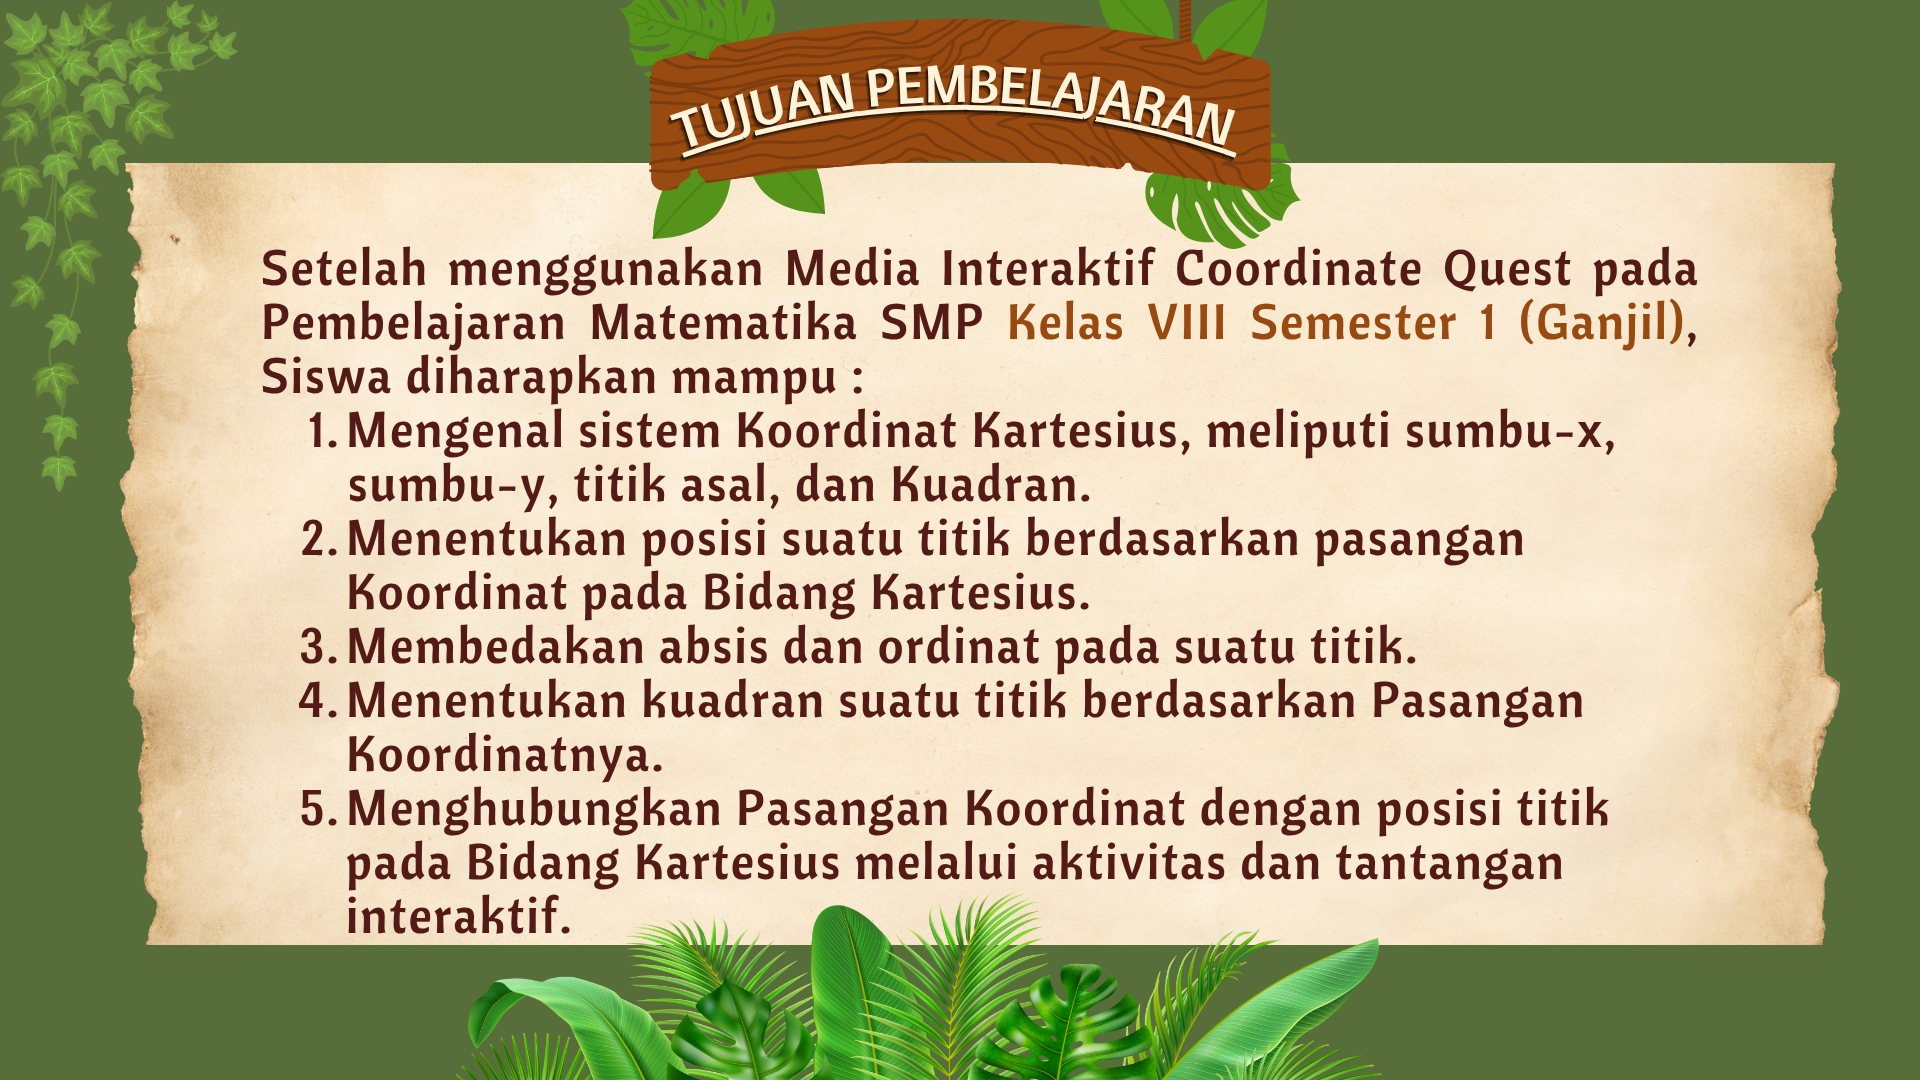 TUJUAN PEMBELAJARAN
Setelah menggunakan Media Interaktif Coordinate Quest pada
Pembelajaran Matematika SMP Kelas VIII Semester 1 (Ganjil),
Siswa diharapkan mampu :
1. Mengenal sistem Koordinat Kartesius, meliputi sumbu-x,
sumbu-y, titik asal, dan Kuadran.
2. Menentukan posisi suatu titik berdasarkan pasangan
Koordinat pada Bidang Kartesius.
3. Membedakan absis dan ordinat pada suatu titik.
4. Menentukan kuadran suatu titik berdasarkan Pasangan
Koordinatnya.
5. Menghubungkan Pasangan Koordinat dengan posisi titik
pada Bidang Kartesius melalui aktivitas dan tantangan
interaktif.